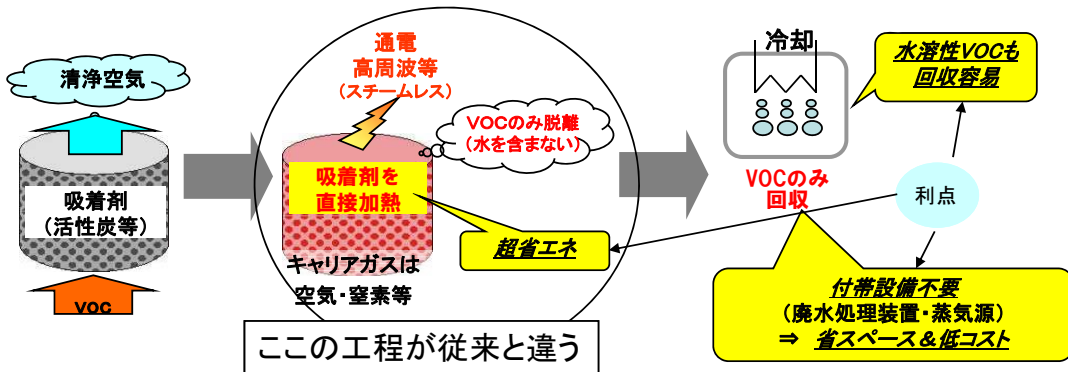 清浄空気
吸着剤
(活性炭等)
VOC
通電
高周波等
(スチームレス)
VOCのみ脱離
(水を含まない)
吸着剤を
直接加熱
超省エネ
キャリアガスは
空気・窒素等
ここの工程が従来と違う
冷却
VOCのみ
回収
水溶性VOCも
回収容易
利点
付帯設備不要
(廃水処理装置・蒸気源)
⇒ 省スペース&低コスト